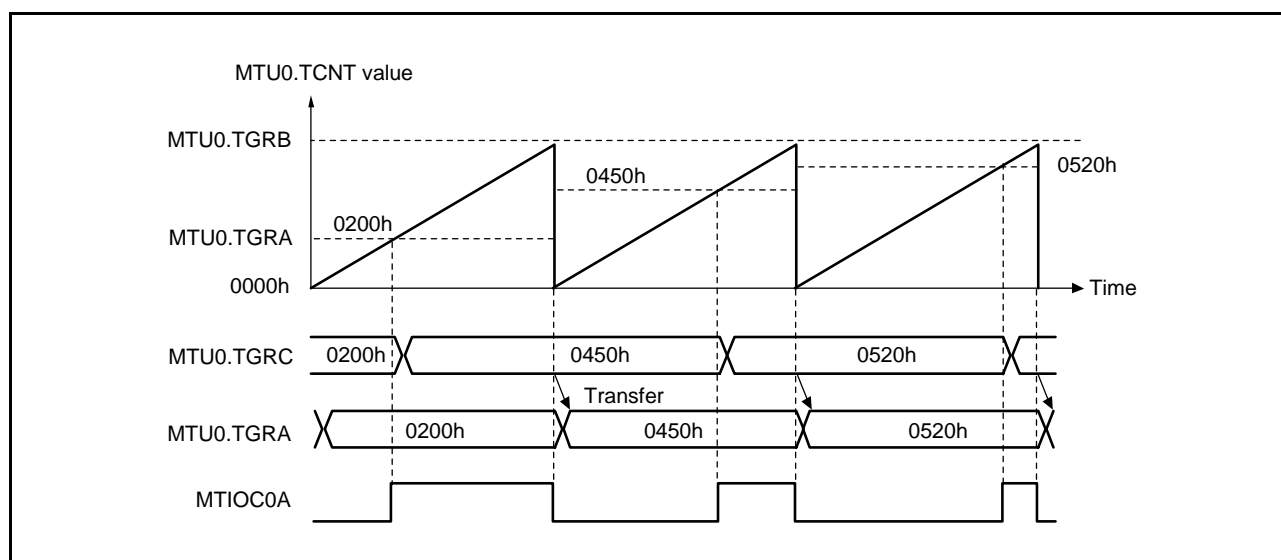 MTU0.TCNT value
MTU0.TGRB
0520h
0450h
0200h
MTU0.TGRA
0000h
Time
MTU0.TGRC 0200h 0450h 0520h
Transfer
MTU0.TGRA 0200h 0450h 0520h
MTIOC0A